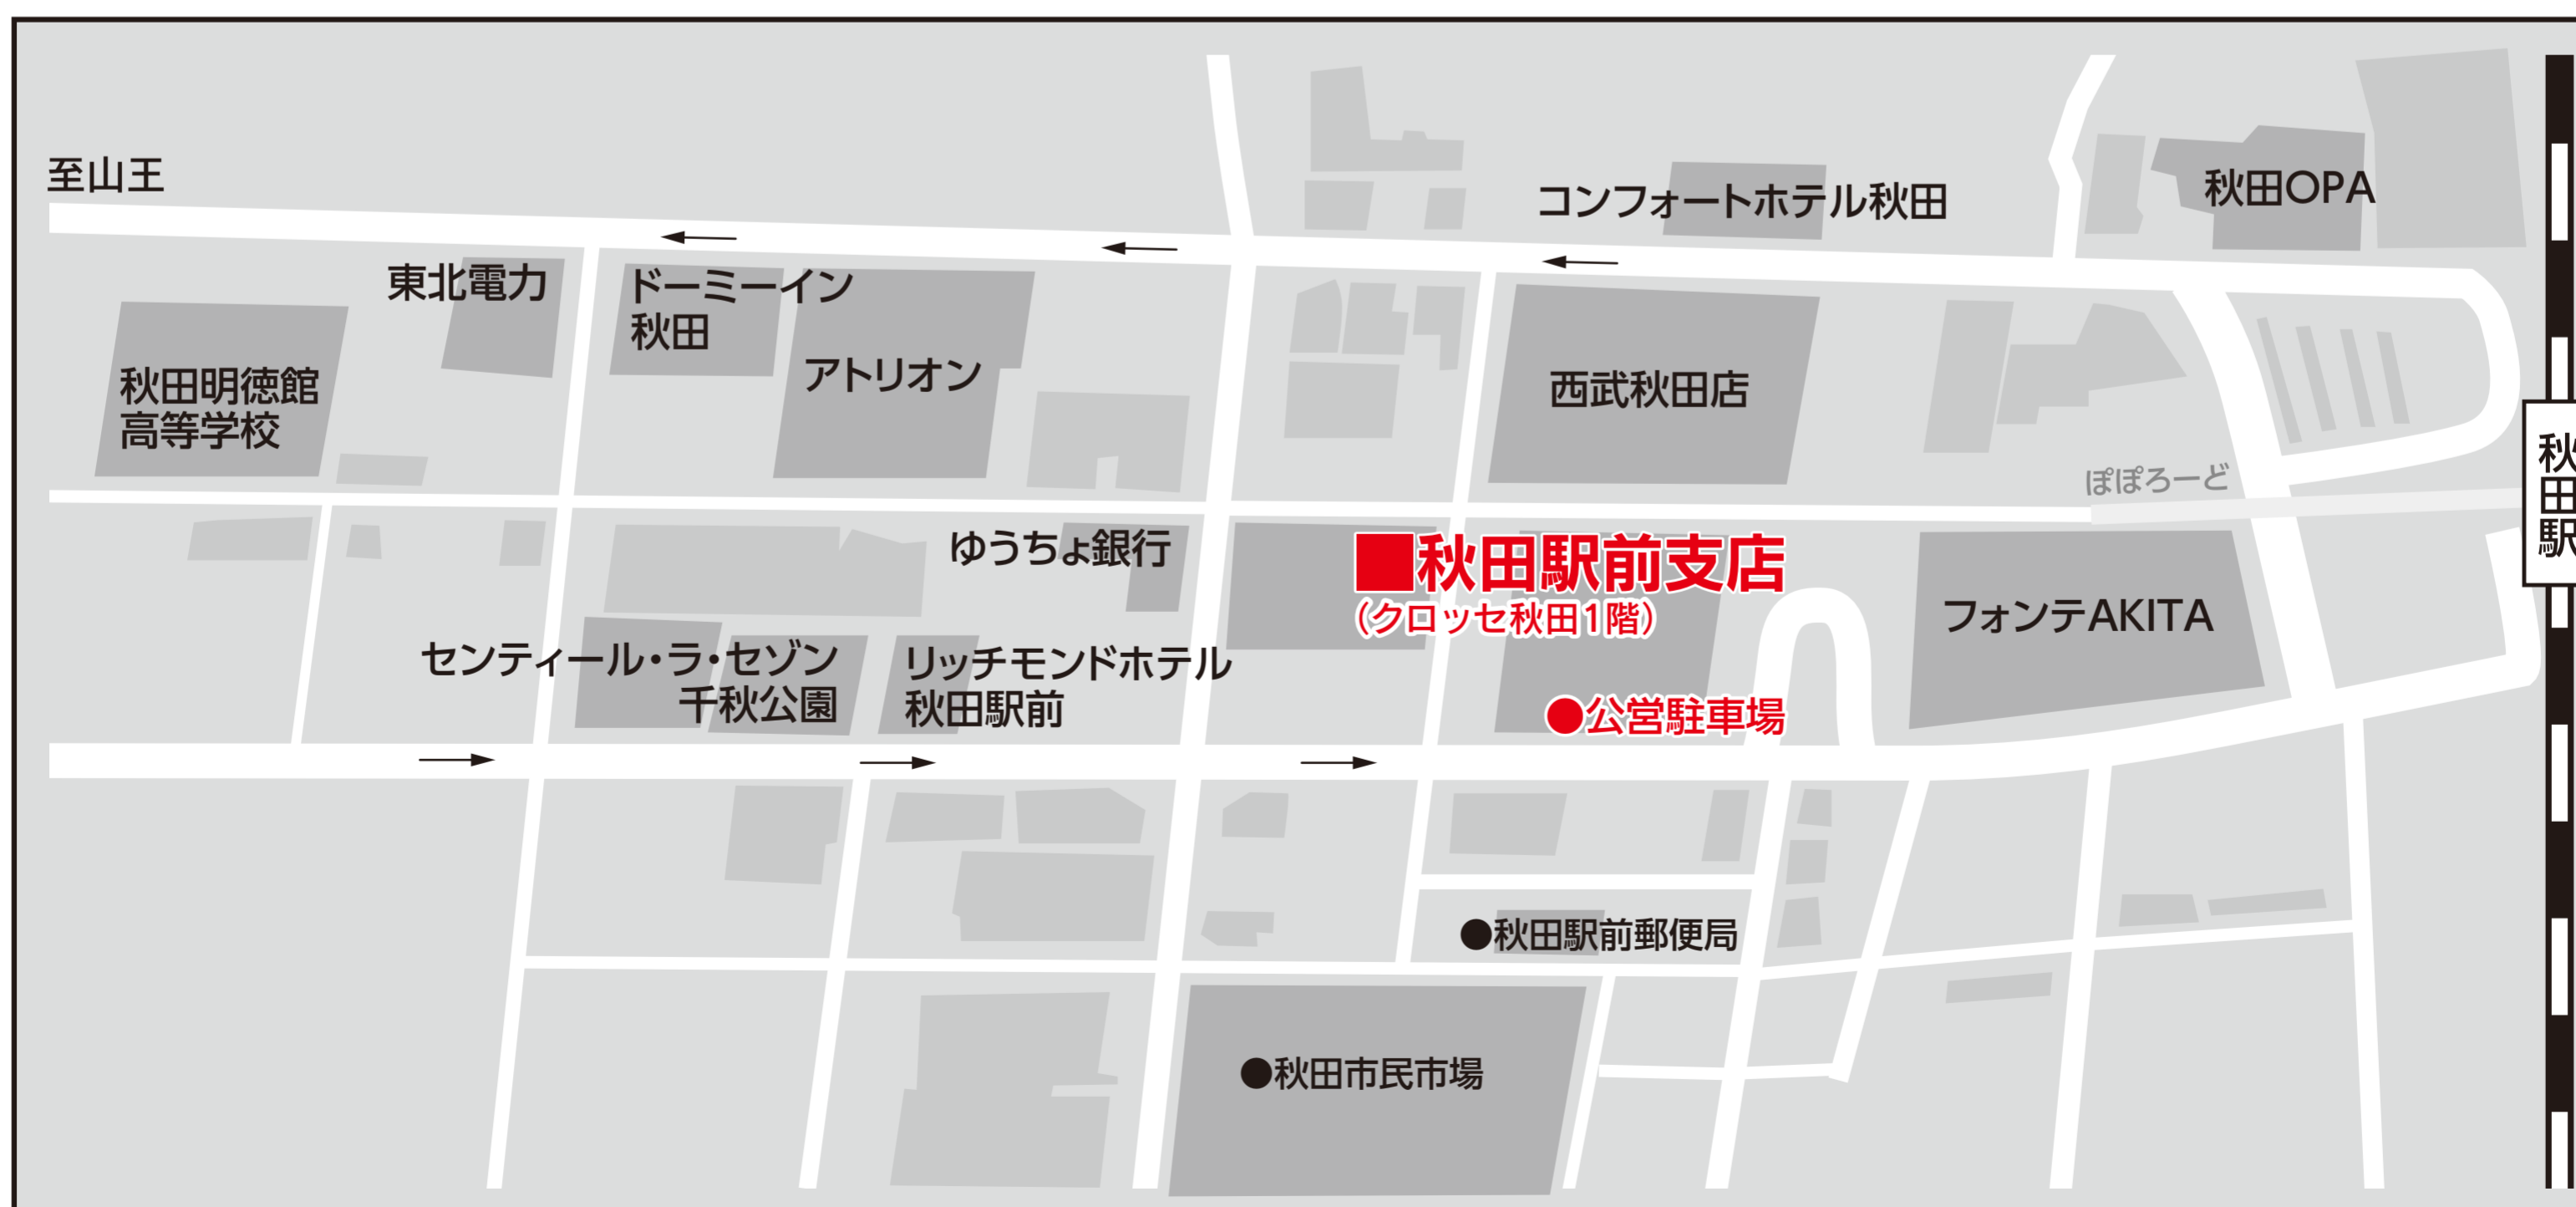 至山王
コンフォートホテル秋田
秋田OPA
東北電力
ドーミーイン
秋田
アトリオン
秋田明徳館
高等学校
西武秋田店
ぽぽろーど
秋田駅
ゆうちょ銀行
■秋田駅前支店
(クロッセ秋田1階)
フォンテAKITA
センティール・ラ・セゾン
千秋公園
リッチモンドホテル
秋田駅前
●公営駐車場
●秋田駅前郵便局
●秋田市民市場